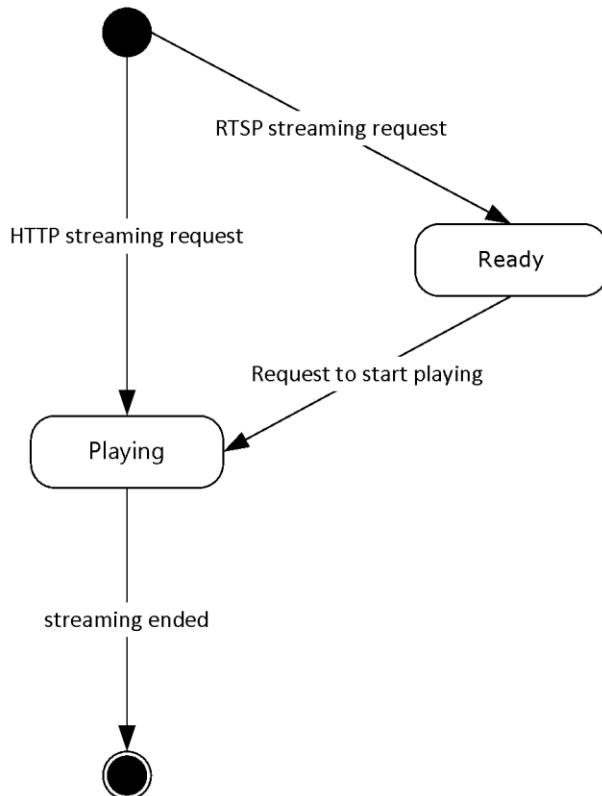 RTSP streaming request
HTTP streaming request
Ready
Request to start playing
Playing
streaming ended